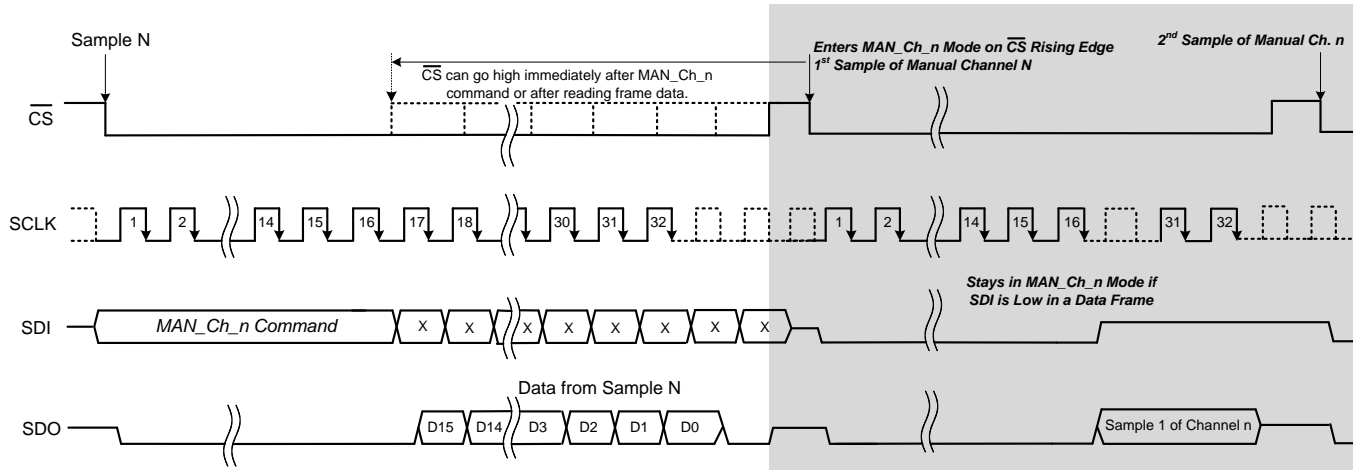 Sample N
Enters MAN_Ch_n Mode on CS Rising Edge
1st Sample of Manual Channel N
2nd Sample of Manual Ch. n
CS can go high immediately after MAN_Ch_n
command or after reading frame data.
CS
SCLK
1 2 14 15 16 17 18 30 31 32 1 2 14 15 16 31 32
Stays in MAN_Ch_n Mode if
SDI is Low in a Data Frame
SDI
MAN_Ch_n Command X X X X X X X X
Data from Sample N
SDO
D15 D14 D3 D2 D1 D0 Sample 1 of Channel n